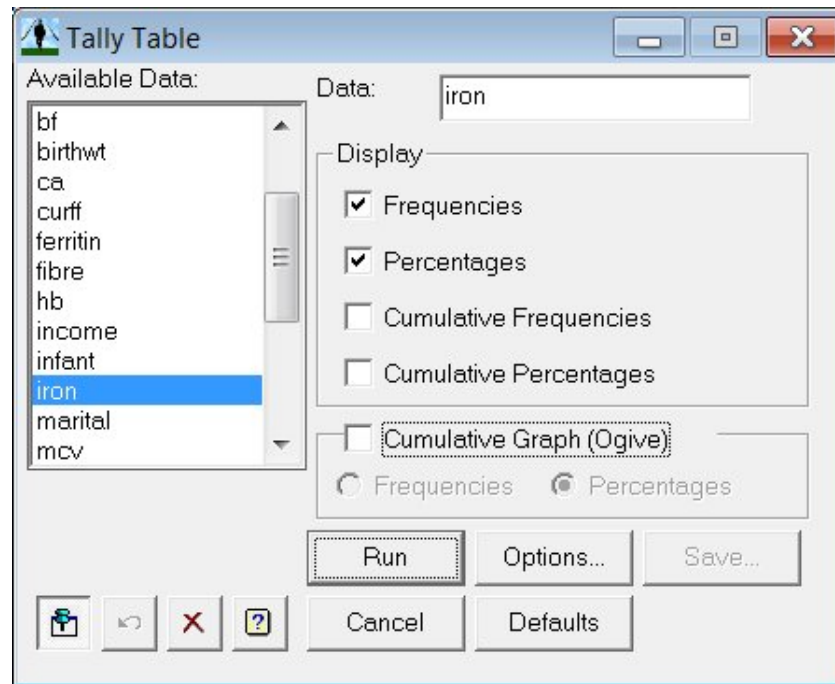 Tally Table
Available Data:
bf
birthwt
ca
curff
ferritin
fibre
hb
income
infant
iron
marital
mcv
Data: iron
Display
Frequencies
Percentages
Cumulative Frequencies
Cumulative Percentages
Cumulative Graph (Ogive)
Frequencies Percentages
Run Options... Save...
?
Cancel Defaults